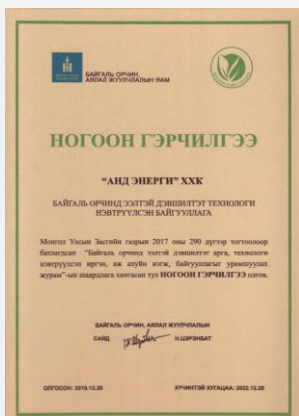 БАЙГАЛЬ ОРЧИН,
АЯЛАЛ ЖУУЛЧЛАЛЫН ЯАМ
НОГООН ГЭРЧИЛГЭЭ
“АНД ЭНЕРГИ” ХХК
БАЙГАЛЬ ОРЧИНД ЭЭЛТЭЙ ДЭВШИЛТЭТ ТЕХНОЛОГИ
НЭВТРҮҮЛСЭН БАЙГУУЛЛАГА
Монгол Улсын Засгийн газрын 2017 оны 290 дүгээр тогтоолоор
батлагдсан “Байгаль орчинд ээлтэй дэвшилтэт арга, технологи
нэвтрүүлсэн иргэн, аж ахуйн нэгж, байгууллагыг урамшуулах
журам”-ын шаардлага хангасан тул НОГООН ГЭРЧИЛГЭЭ олгов.
БАЙГАЛЬ ОРЧИН, АЯЛАЛ ЖУУЛЧЛАЛЫН
САЙД Н.ЦЭРЭНБАТ
ОЛГОСОН: 2019.12.20 ХҮЧИНТЭЙ ХУГАЦАА: 2022.12.20